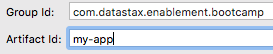 Group Id: com.datastax.enablement.bootcamp
Artifact Id: my-app